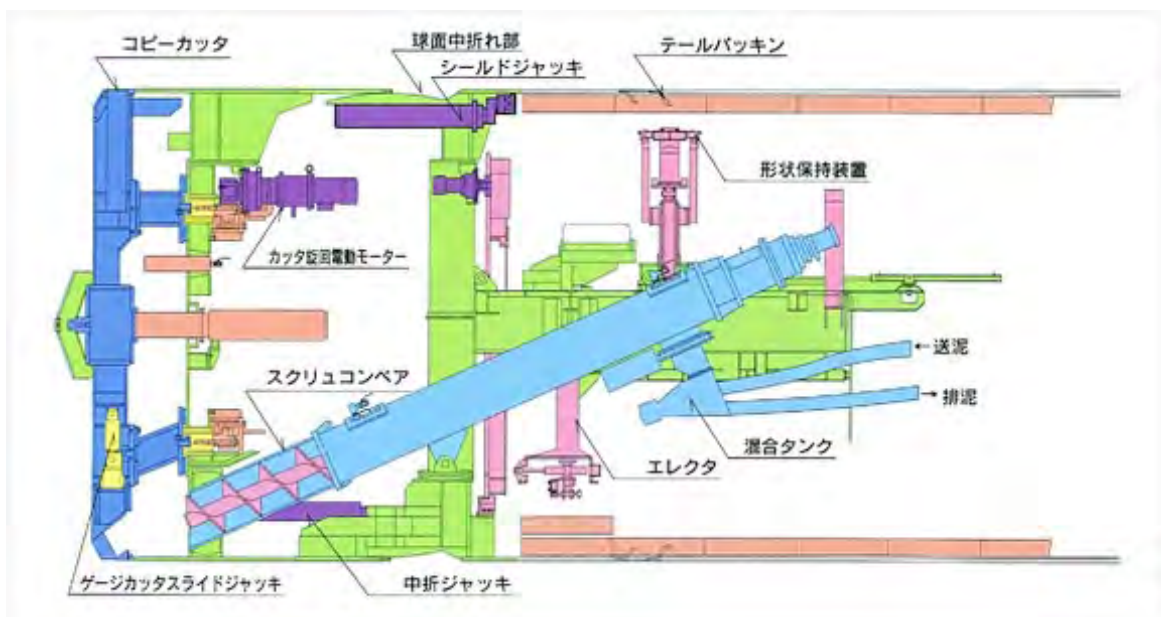 コピーカッタ
球面中折れ部
シールドジャッキ
テールパッキン
形状保持装置
カッタ旋回電動モーター
スクリュコンベア
←送泥
→排泥
混合タンク
エレクタ
ゲージカッタスライドジャッキ
中折ジャッキ